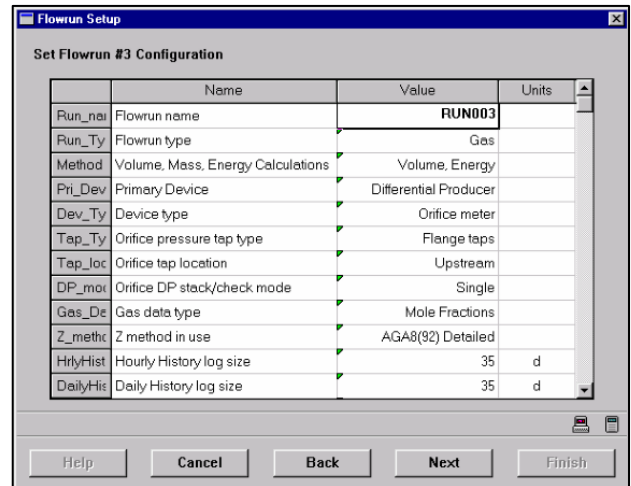 Flowrun Setup
Set Flowrun #3 Configuration
Name Value Units
Run_nai Flowrun name RUN003
Run_Ty Flowrun type Gas
Method Volume, Mass, Energy Calculations Volume, Energy
Pri_Dev Primary Device Differential Producer
Dev_Ty Device type Orifice meter
Tap_Ty Orifice pressure tap type Flange taps
Tap_loc Orifice tap location Upstream
DP_mo Orifice DP stack/check mode Single
Gas_De Gas data type Mole Fractions
Z_metho Z method in use AGA8(92) Detailed
HrlyHist Hourly History log size 35 d
DailyHis Daily History log size 35 d
Help Cancel Back Next Finish